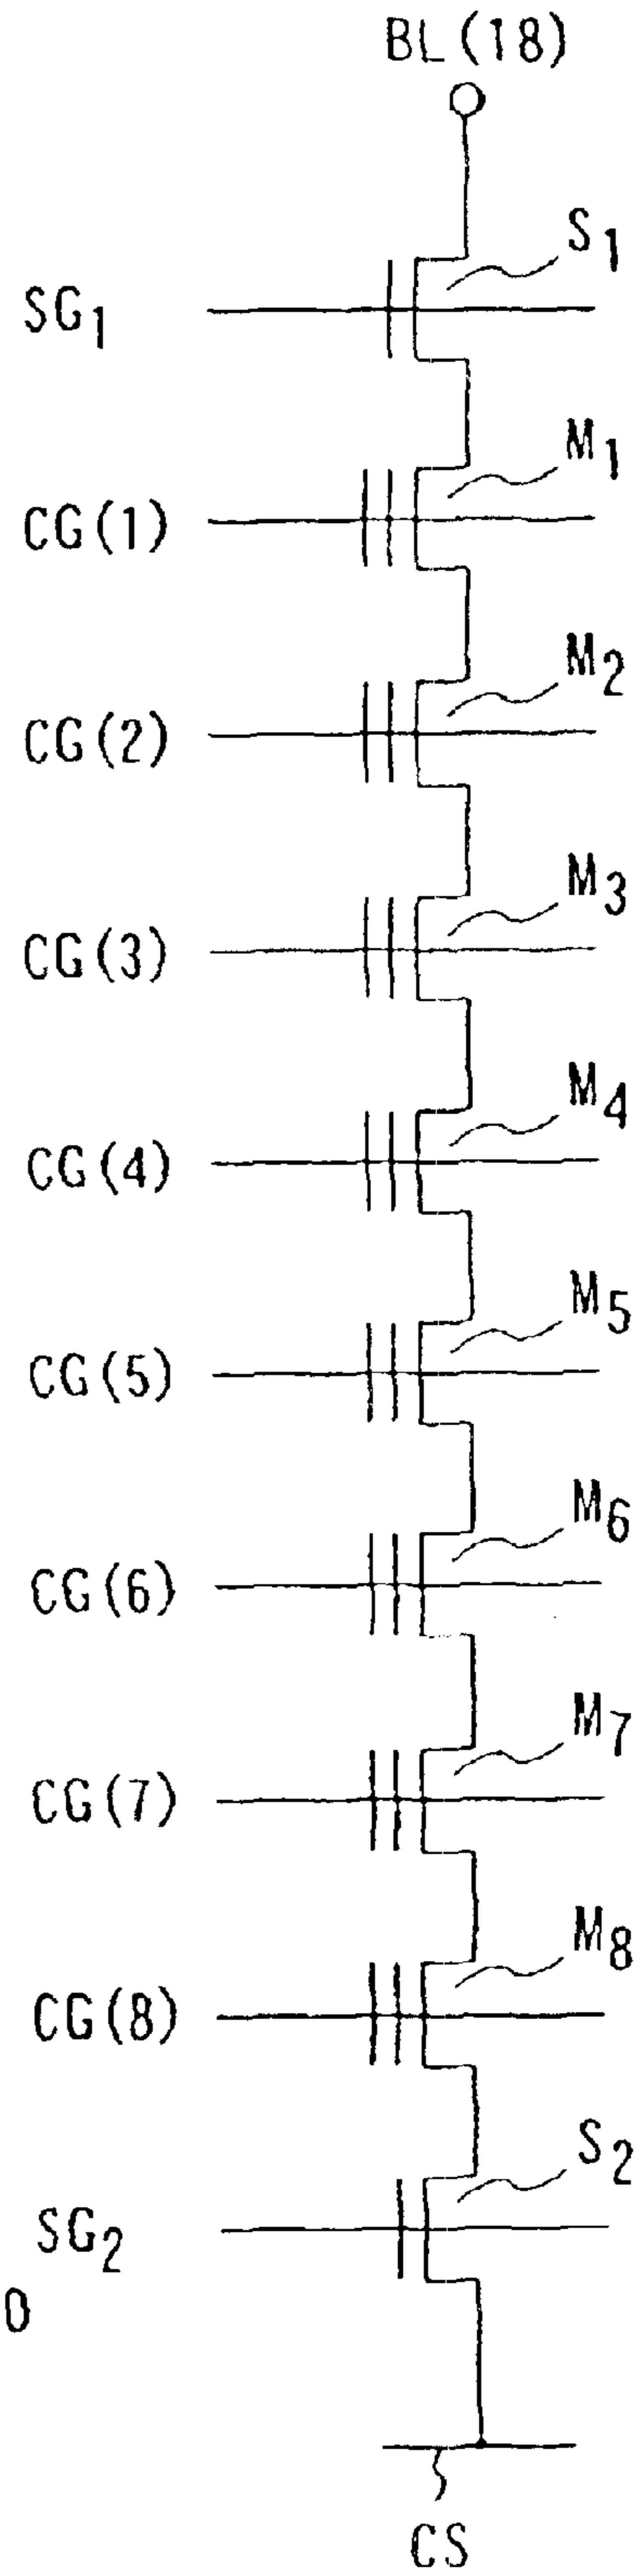 BL(18)
S1
SG1
M1
CG(1)
M2
CG(2)
M3
CG(3)
M4
CG(4)
M5
CG(5)
M6
CG(6)
M7
CG(7)
M8
CG(8)
S2
SG2
0
CS